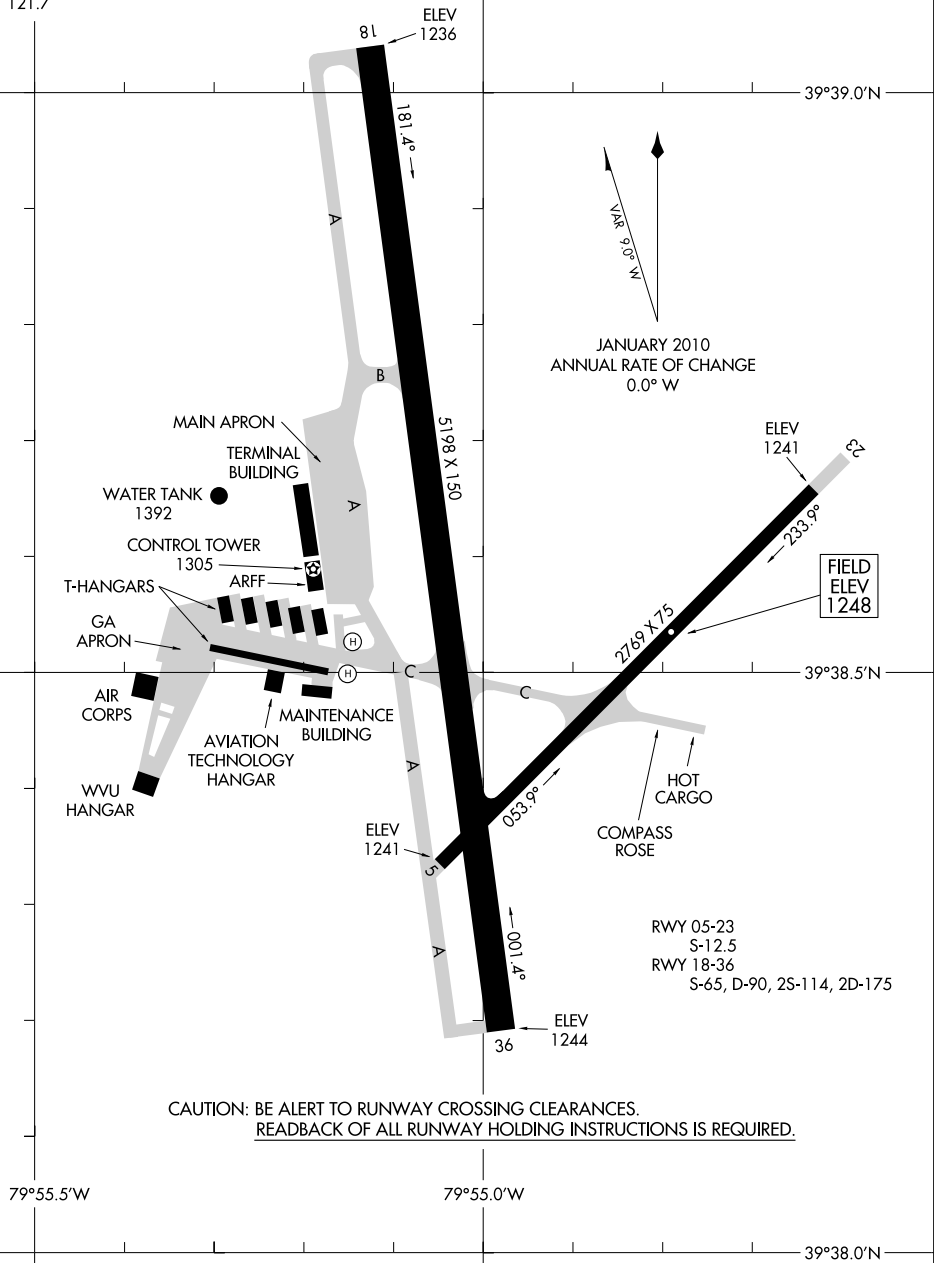 121.7
ELEV
1236
18
39°39.0'N
181.4°
A
VAR 9.0° W
JANUARY 2010
ANNUAL RATE OF CHANGE
0.0° W
B
MAIN APRON
5198 X 150
ELEV
1241
23
TERMINAL
BUILDING
WATER TANK
1392
A
233.9°
CONTROL TOWER
1305
ARFF
FIELD
ELEV
1248
T-HANGARS
GA
APRON
2769 X 75
H
H
C
C
39°38.5'N
AIR
CORPS
MAINTENANCE
BUILDING
AVIATION
TECHNOLOGY
HANGAR
A
WVU
HANGAR
HOT
CARGO
053.9°
COMPASS
ROSE
ELEV
1241
5
RWY 05-23
S-12.5
RWY 18-36
S-65, D-90, 2S-114, 2D-175
A
001.4°
ELEV
1244
36
CAUTION: BE ALERT TO RUNWAY CROSSING CLEARANCES.
READBACK OF ALL RUNWAY HOLDING INSTRUCTIONS IS REQUIRED.
79°55.5'W
79°55.0'W
39°38.0'N